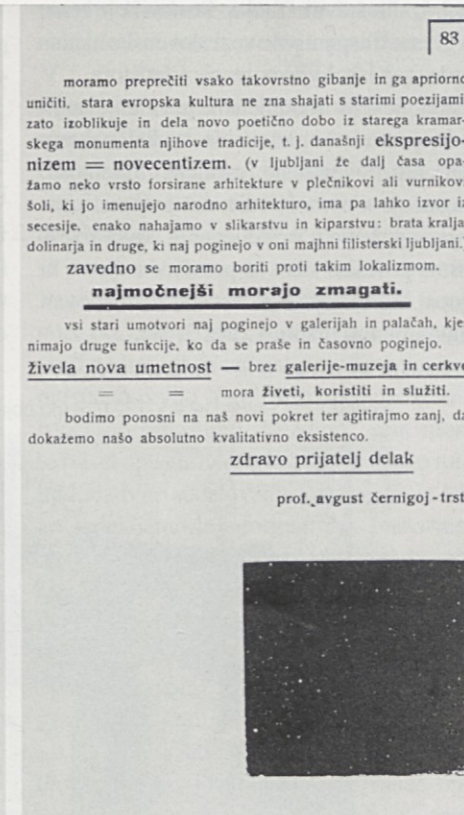 83
moramo preprečiti vsako takovrstno gibanje in ga apriorno
uničiti. stara evropska kultura ne zna shajati s starimi poezijami
zato izoblikuje in dela novo poetično dobo iz starega kramar-
skega monumenta njihove tradicije, t. j. današnji ekspresijo-
nizem = novecentizem. (v ljubljani že dalj časa opa-
žamo neko vrsto forsirane arhitekture v plečnikovi ali vurnikovi
šoli, ki jo imenujejo narodno arhitekturo, ima pa lahko izvor iz
secesije. enako nahajamo v slikarstvu in kiparstvu: brata kralja,
dolinarja in druge, ki naj poginejo v oni majhni filisterski ljubljani.)
zavedno se moramo boriti proti takim lokalizmom.
najmočnejši morajo zmagati.
vsi stari umotvori naj poginejo v galerijah in palačah, kjer
nimajo druge funkcije, ko da se praše in časovno poginejo.
živela nova umetnost — brez galerije-muzeja in cerkve
= = mora živeti, koristiti in služiti.
bodimo ponosni na naš novi pokret ter agitirajmo zanj, da
dokažemo našo absolutno kvalitativno eksistenco.
zdravo prijatelj delak
prof. avgust černigoj-trst